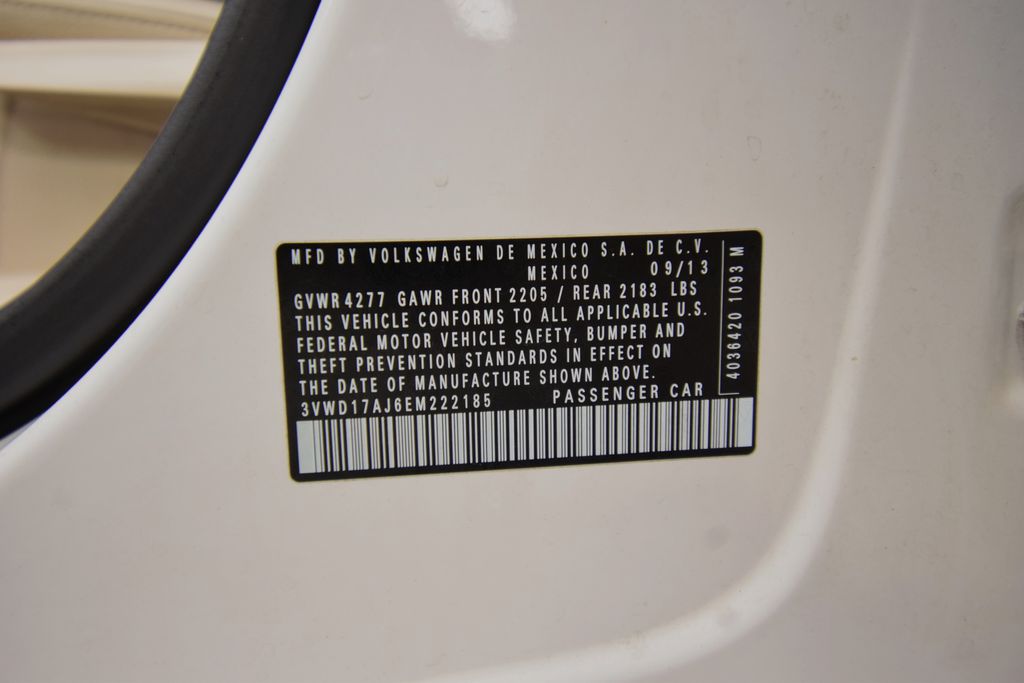 MFD BY VOLKSWAGEN DE MEXICO S.A. DE C.V.
MEXICO 09/13
GVWR 4277 GAWR FRONT 2205 / REAR 2183 LBS
THIS VEHICLE CONFORMS TO ALL APPLICABLE U.S.
FEDERAL MOTOR VEHICLE SAFETY, BUMPER AND
THEFT PREVENTION STANDARDS IN EFFECT ON
THE DATE OF MANUFACTURE SHOWN ABOVE.
3VWD17AJ6EM222185 PASSENGER CAR
4036420 1093 M